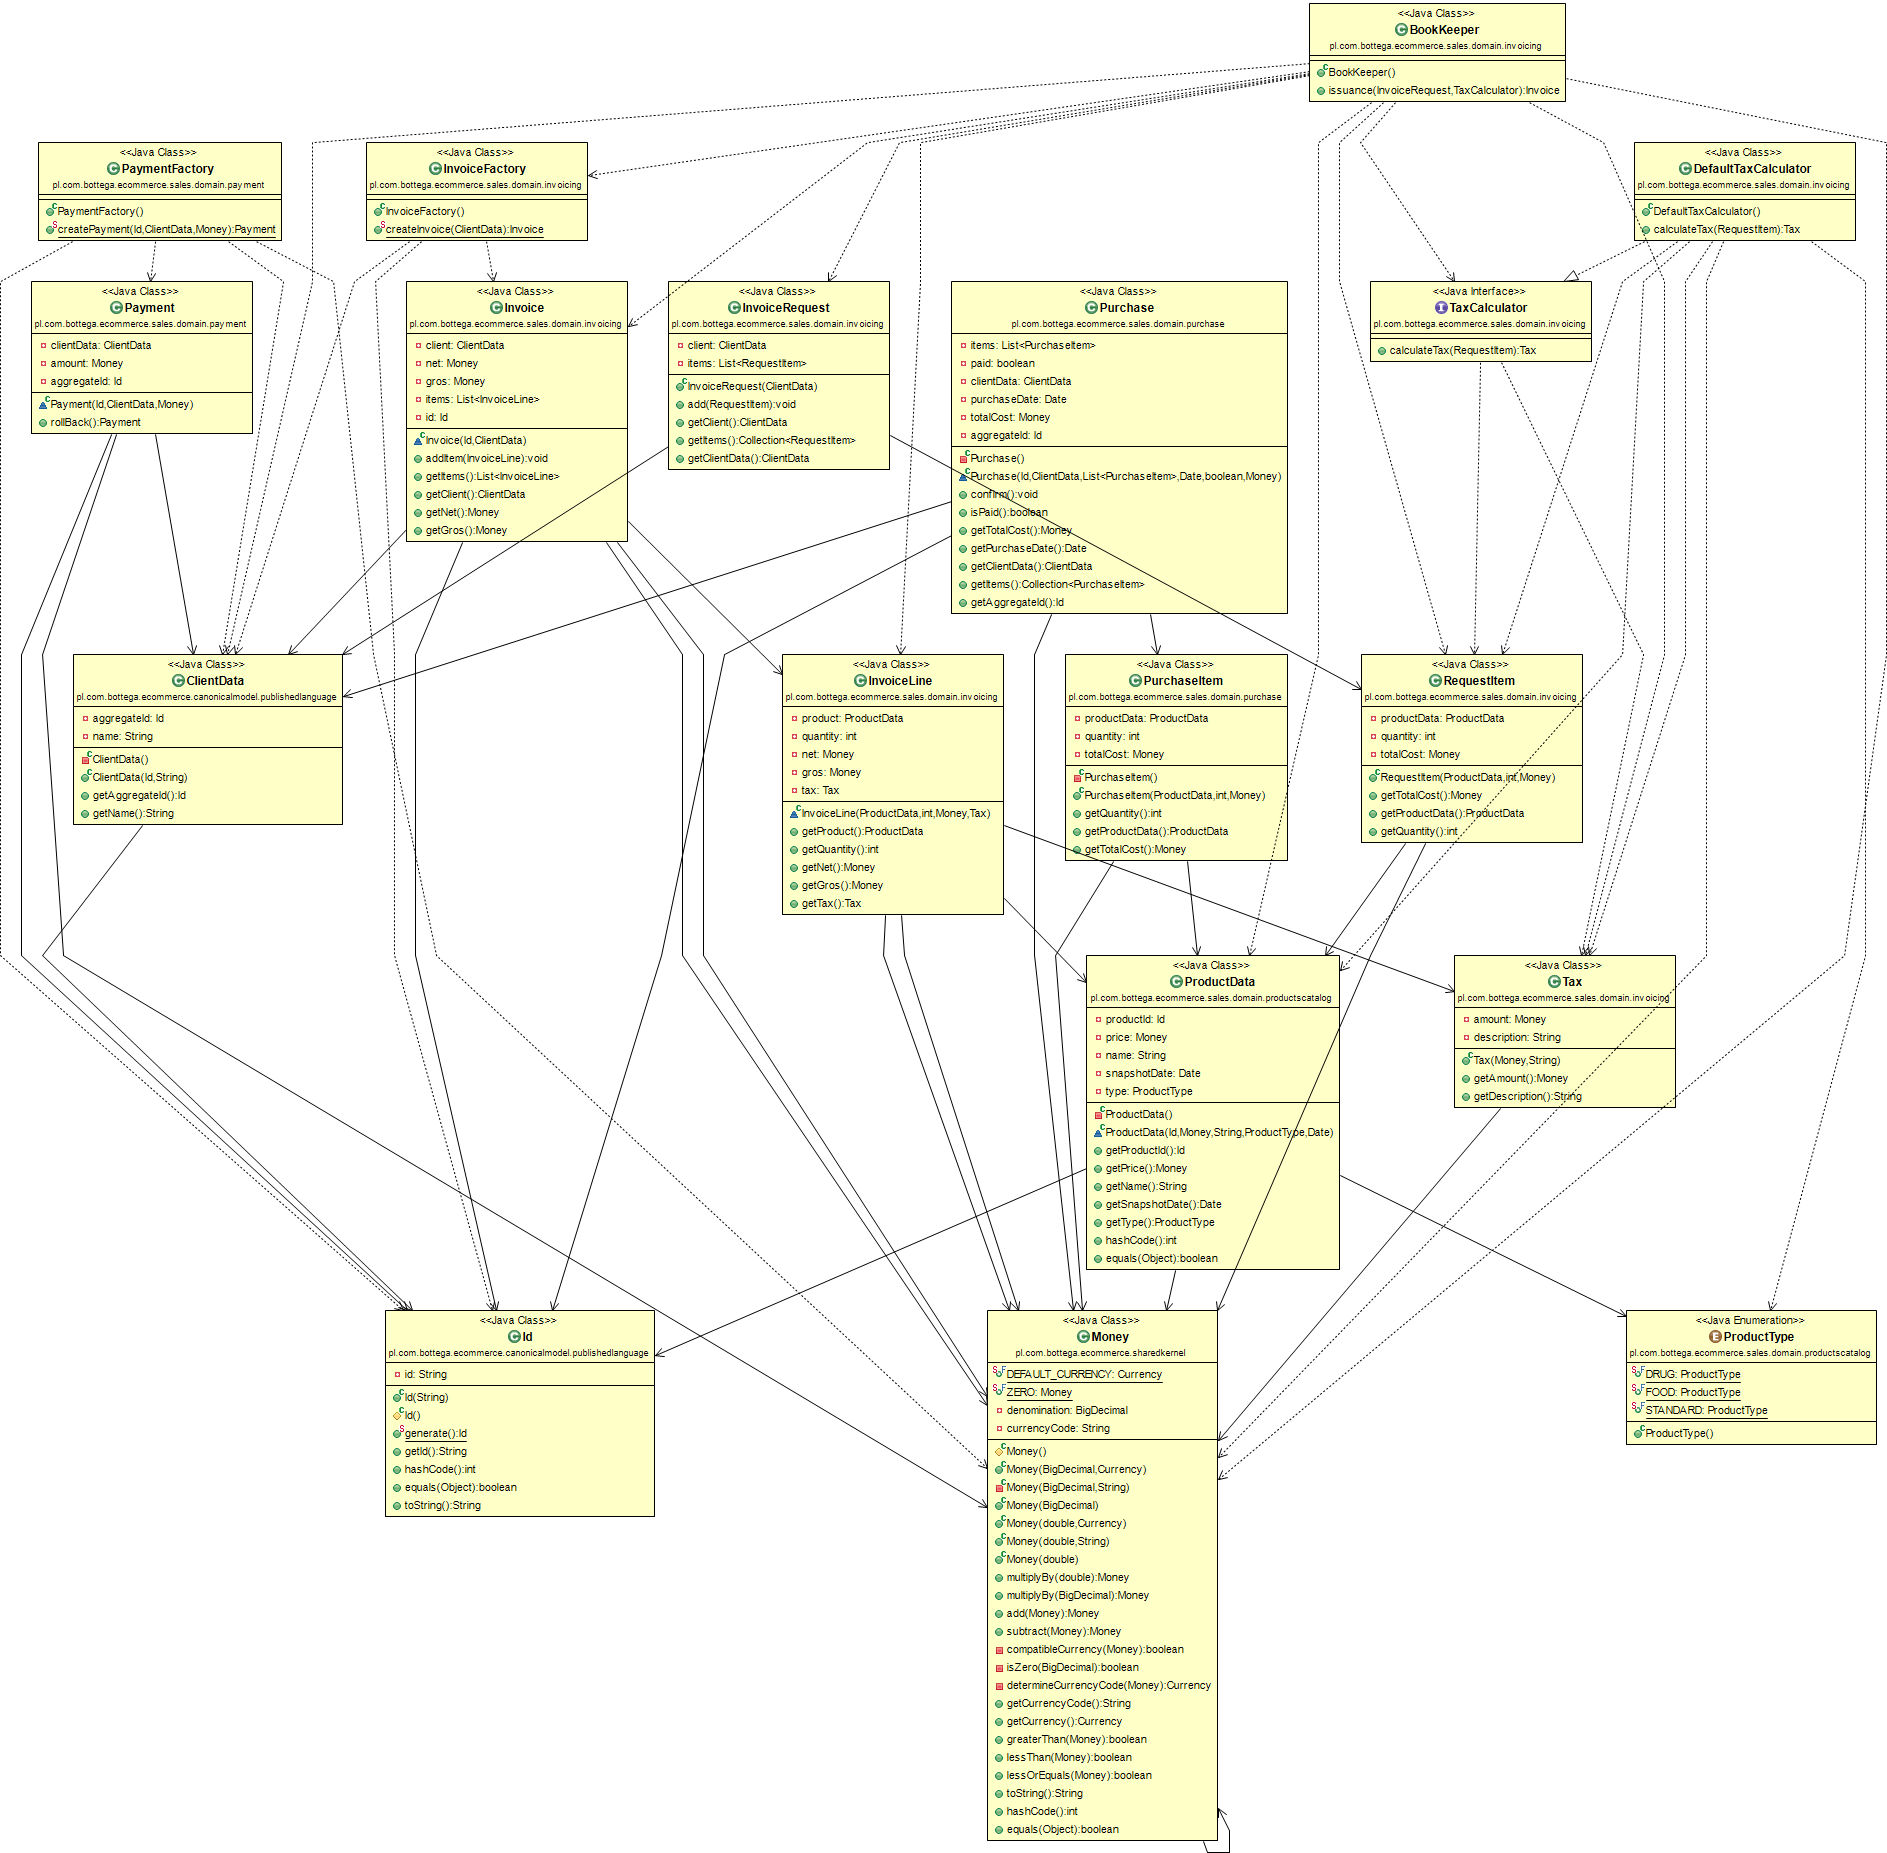 <<Java Class>>
BookKeeper
pl.com.bottega.ecommerce.sales.domain.invoicing
BookKeeper()
issuance(InvoiceRequest,TaxCalculator):Invoice
<<Java Class>>
PaymentFactory
pl.com.bottega.ecommerce.sales.domain.payment
PaymentFactory()
createPayment(Id,ClientData,Money):Payment
<<Java Class>>
InvoiceFactory
pl.com.bottega.ecommerce.sales.domain.invoicing
InvoiceFactory()
createInvoice(ClientData):Invoice
<<Java Class>>
DefaultTaxCalculator
pl.com.bottega.ecommerce.sales.domain.invoicing
DefaultTaxCalculator()
calculateTax(RequestItem):Tax
<<Java Class>>
Payment
pl.com.bottega.ecommerce.sales.domain.payment
clientData: ClientData
amount: Money
aggregateId: Id
Payment(Id,ClientData,Money)
rollBack():Payment
<<Java Class>>
Invoice
pl.com.bottega.ecommerce.sales.domain.invoicing
client: ClientData
net: Money
gros: Money
items: List<InvoiceLine>
id: Id
Invoice(Id,ClientData)
addItem(InvoiceLine):void
getItems():List<InvoiceLine>
getClient():ClientData
getNet():Money
getGros():Money
<<Java Class>>
InvoiceRequest
pl.com.bottega.ecommerce.sales.domain.invoicing
client: ClientData
items: List<RequestItem>
InvoiceRequest(ClientData)
add(RequestItem):void
getClient():ClientData
getItems():Collection<RequestItem>
getClientData():ClientData
<<Java Class>>
Purchase
pl.com.bottega.ecommerce.sales.domain.purchase
items: List<PurchaseItem>
paid: boolean
clientData: ClientData
purchaseDate: Date
totalCost: Money
aggregateId: Id
Purchase()
Purchase(Id,ClientData,List<PurchaseItem>,Date,boolean,Money)
confirm():void
isPaid():boolean
getTotalCost():Money
getPurchaseDate():Date
getClientData():ClientData
getItems():Collection<PurchaseItem>
getAggregateId():Id
<<Java Interface>>
TaxCalculator
pl.com.bottega.ecommerce.sales.domain.invoicing
calculateTax(RequestItem):Tax
<<Java Class>>
ClientData
pl.com.bottega.ecommerce.canonicalmodel.publishedlanguage
aggregateId: Id
name: String
ClientData()
ClientData(Id,String)
getAggregateId():Id
getName():String
<<Java Class>>
InvoiceLine
pl.com.bottega.ecommerce.sales.domain.invoicing
product: ProductData
quantity: int
net: Money
gros: Money
tax: Tax
InvoiceLine(ProductData,int,Money,Tax)
getProduct():ProductData
getQuantity():int
getNet():Money
getGros():Money
getTax():Tax
<<Java Class>>
PurchaseItem
pl.com.bottega.ecommerce.sales.domain.purchase
productData: ProductData
quantity: int
totalCost: Money
PurchaseItem()
PurchaseItem(ProductData,int,Money)
getQuantity():int
getProductData():ProductData
getTotalCost():Money
<<Java Class>>
RequestItem
pl.com.bottega.ecommerce.sales.domain.invoicing
productData: ProductData
quantity: int
totalCost: Money
RequestItem(ProductData,int,Money)
getTotalCost():Money
getProductData():ProductData
getQuantity():int
<<Java Class>>
ProductData
pl.com.bottega.ecommerce.sales.domain.productscatalog
productId: Id
price: Money
name: String
snapshotDate: Date
type: ProductType
ProductData()
ProductData(Id,Money,String,ProductType,Date)
getProductId():Id
getPrice():Money
getName():String
getSnapshotDate():Date
getType():ProductType
hashCode():int
equals(Object):boolean
<<Java Class>>
Tax
pl.com.bottega.ecommerce.sales.domain.invoicing
amount: Money
description: String
Tax(Money,String)
getAmount():Money
getDescription():String
<<Java Class>>
Id
pl.com.bottega.ecommerce.canonicalmodel.publishedlanguage
id: String
Id(String)
Id()
generate():Id
getId():String
hashCode():int
equals(Object):boolean
toString():String
<<Java Class>>
Money
pl.com.bottega.ecommerce.sharedkernel
DEFAULT_CURRENCY: Currency
ZERO: Money
denomination: BigDecimal
currencyCode: String
Money()
Money(BigDecimal,Currency)
Money(BigDecimal,String)
Money(BigDecimal)
Money(double,Currency)
Money(double,String)
Money(double)
multiplyBy(double):Money
multiplyBy(BigDecimal):Money
add(Money):Money
subtract(Money):Money
compatibleCurrency(Money):boolean
isZero(BigDecimal):boolean
determineCurrencyCode(Money):Currency
getCurrencyCode():String
getCurrency():Currency
greaterThan(Money):boolean
lessThan(Money):boolean
lessOrEquals(Money):boolean
toString():String
hashCode():int
equals(Object):boolean
<<Java Enumeration>>
ProductType
pl.com.bottega.ecommerce.sales.domain.productscatalog
DRUG: ProductType
FOOD: ProductType
STANDARD: ProductType
ProductType()